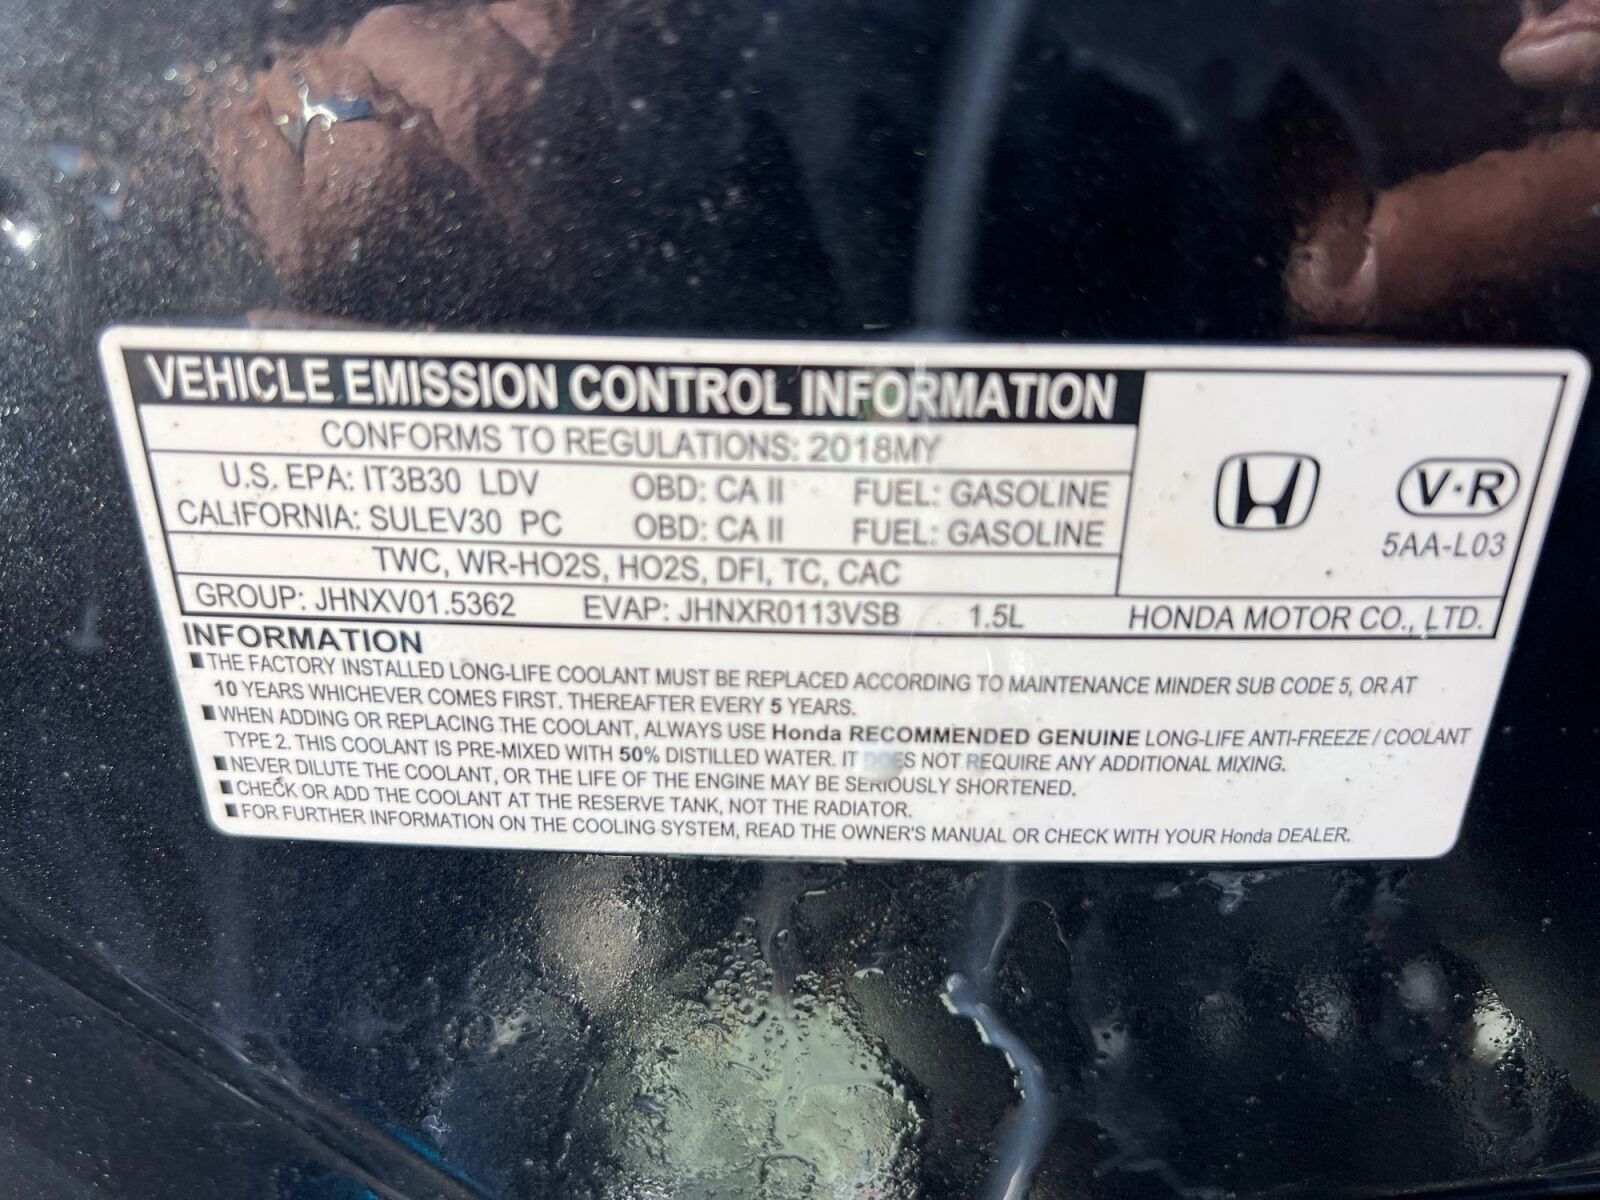 VEHICLE EMISSION CONTROL INFORMATION
CONFORMS TO REGULATIONS: 2018MY
U.S. EPA: IT3B30 LDV OBD: CA II FUEL: GASOLINE
CALIFORNIA: SULEV30 PC OBD: CA II FUEL: GASOLINE
TWC, WR-HO2S, HO2S, DFI, TC, CAC
V·R
5AA-L03
GROUP: JHNXV01.5362 EVAP: JHNXR0113VSB 1.5L HONDA MOTOR CO., LTD.
INFORMATION
■ THE FACTORY INSTALLED LONG-LIFE COOLANT MUST BE REPLACED ACCORDING TO MAINTENANCE MINDER SUB CODE 5, OR AT
10 YEARS WHICHEVER COMES FIRST. THEREAFTER EVERY 5 YEARS.
■ WHEN ADDING OR REPLACING THE COOLANT, ALWAYS USE Honda RECOMMENDED GENUINE LONG-LIFE ANTI-FREEZE / COOLANT
TYPE 2. THIS COOLANT IS PRE-MIXED WITH 50% DISTILLED WATER. IT DOES NOT REQUIRE ANY ADDITIONAL MIXING.
■ NEVER DILUTE THE COOLANT, OR THE LIFE OF THE ENGINE MAY BE SERIOUSLY SHORTENED.
■ CHECK OR ADD THE COOLANT AT THE RESERVE TANK, NOT THE RADIATOR.
■ FOR FURTHER INFORMATION ON THE COOLING SYSTEM, READ THE OWNER'S MANUAL OR CHECK WITH YOUR Honda DEALER.